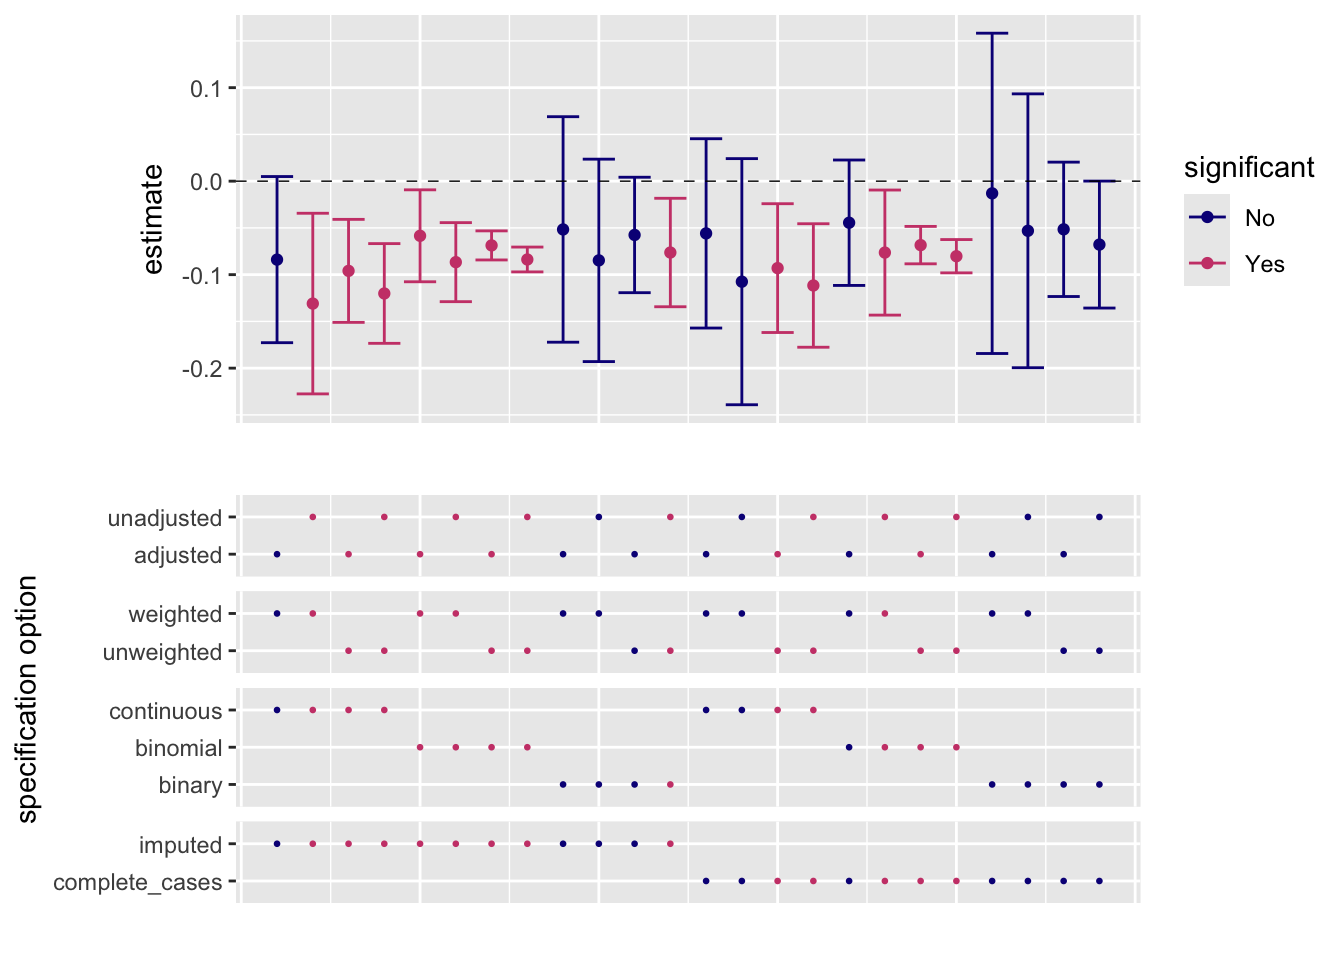 0.1
0.0
-0.1
-0.2
estimate
significant
No
Yes
unadjusted
adjusted
weighted
unweighted
continuous
binomial
binary
imputed
complete_cases
specification option